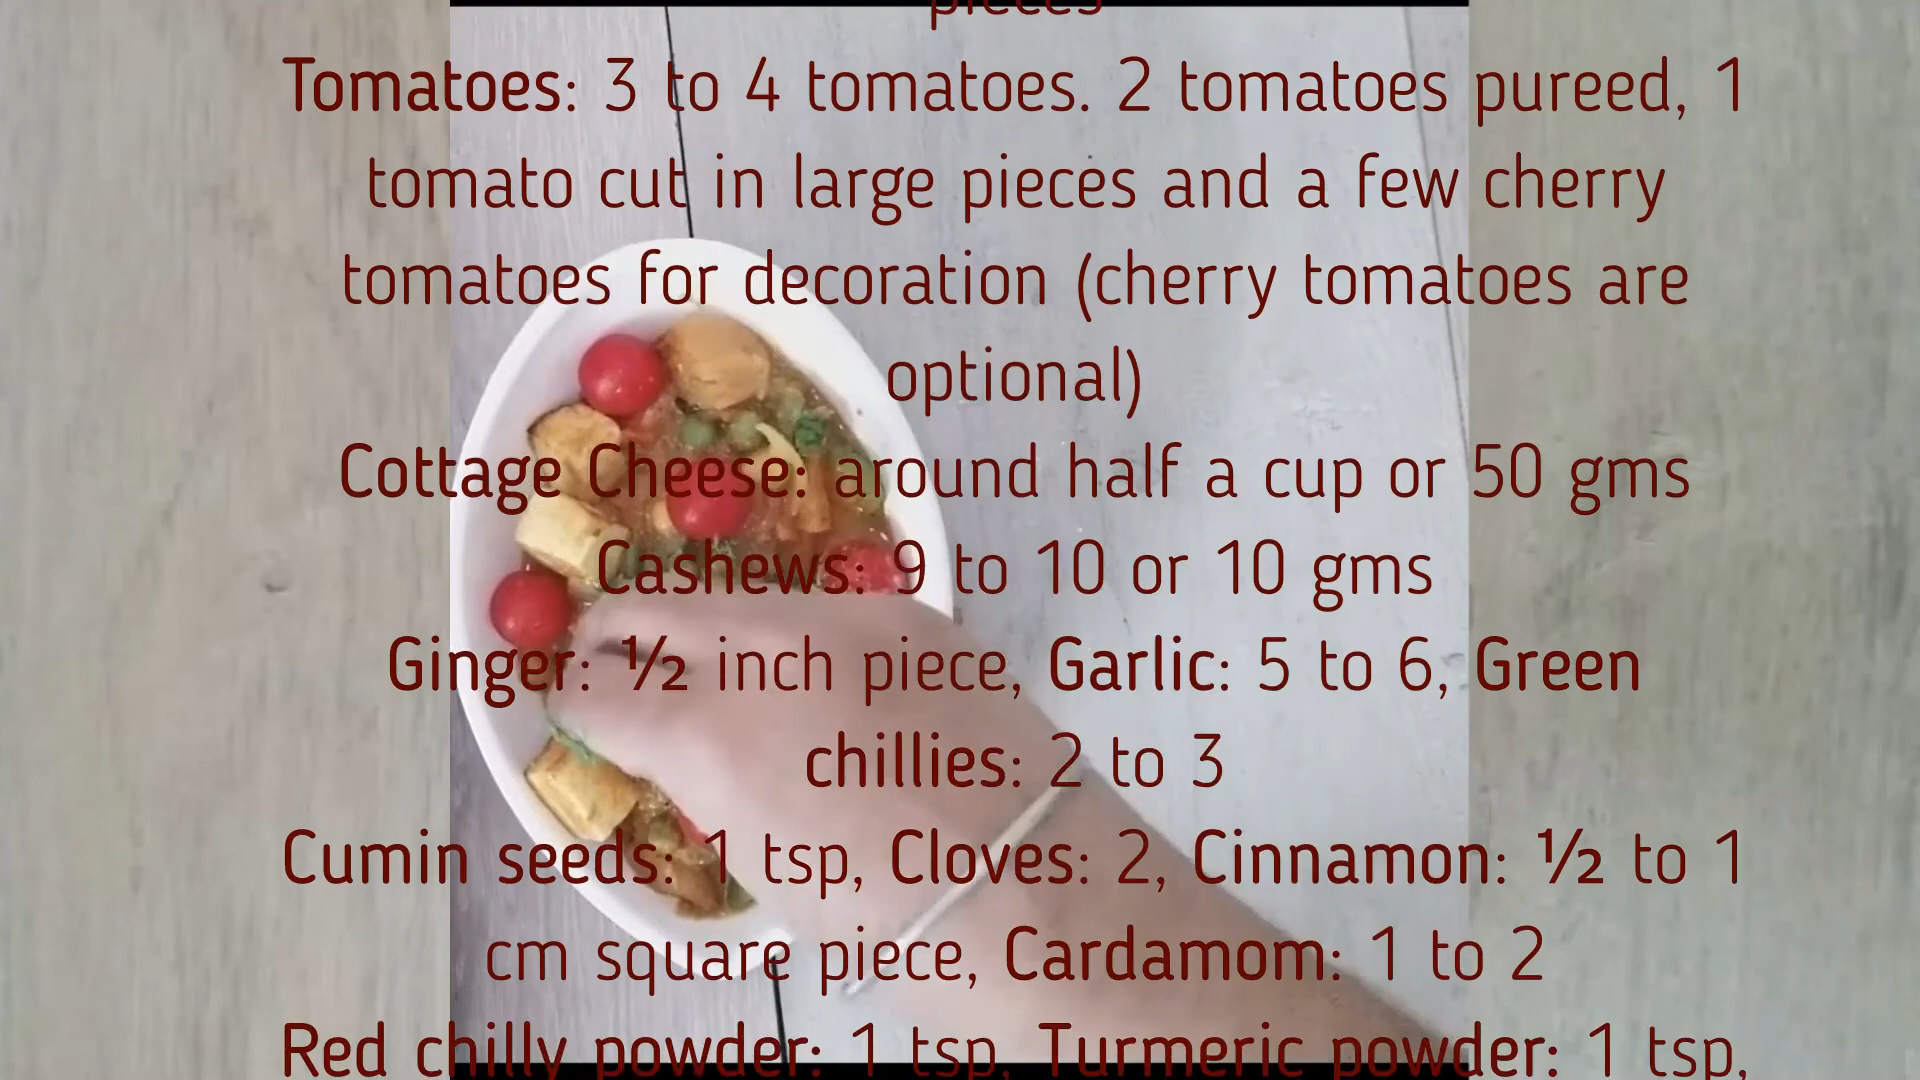 pieces
Tomatoes: 3 to 4 tomatoes. 2 tomatoes pureed, 1
tomato cut in large pieces and a few cherry
tomatoes for decoration (cherry tomatoes are
optional)
Cottage Cheese: around half a cup or 50 gms
Cashews: 9 to 10 or 10 gms
Ginger: ½ inch piece, Garlic: 5 to 6, Green
chillies: 2 to 3
Cumin seeds: 1 tsp, Cloves: 2, Cinnamon: ½ to 1
cm square piece, Cardamom: 1 to 2
Red chilly powder: 1 tsp, Turmeric powder: 1 tsp,